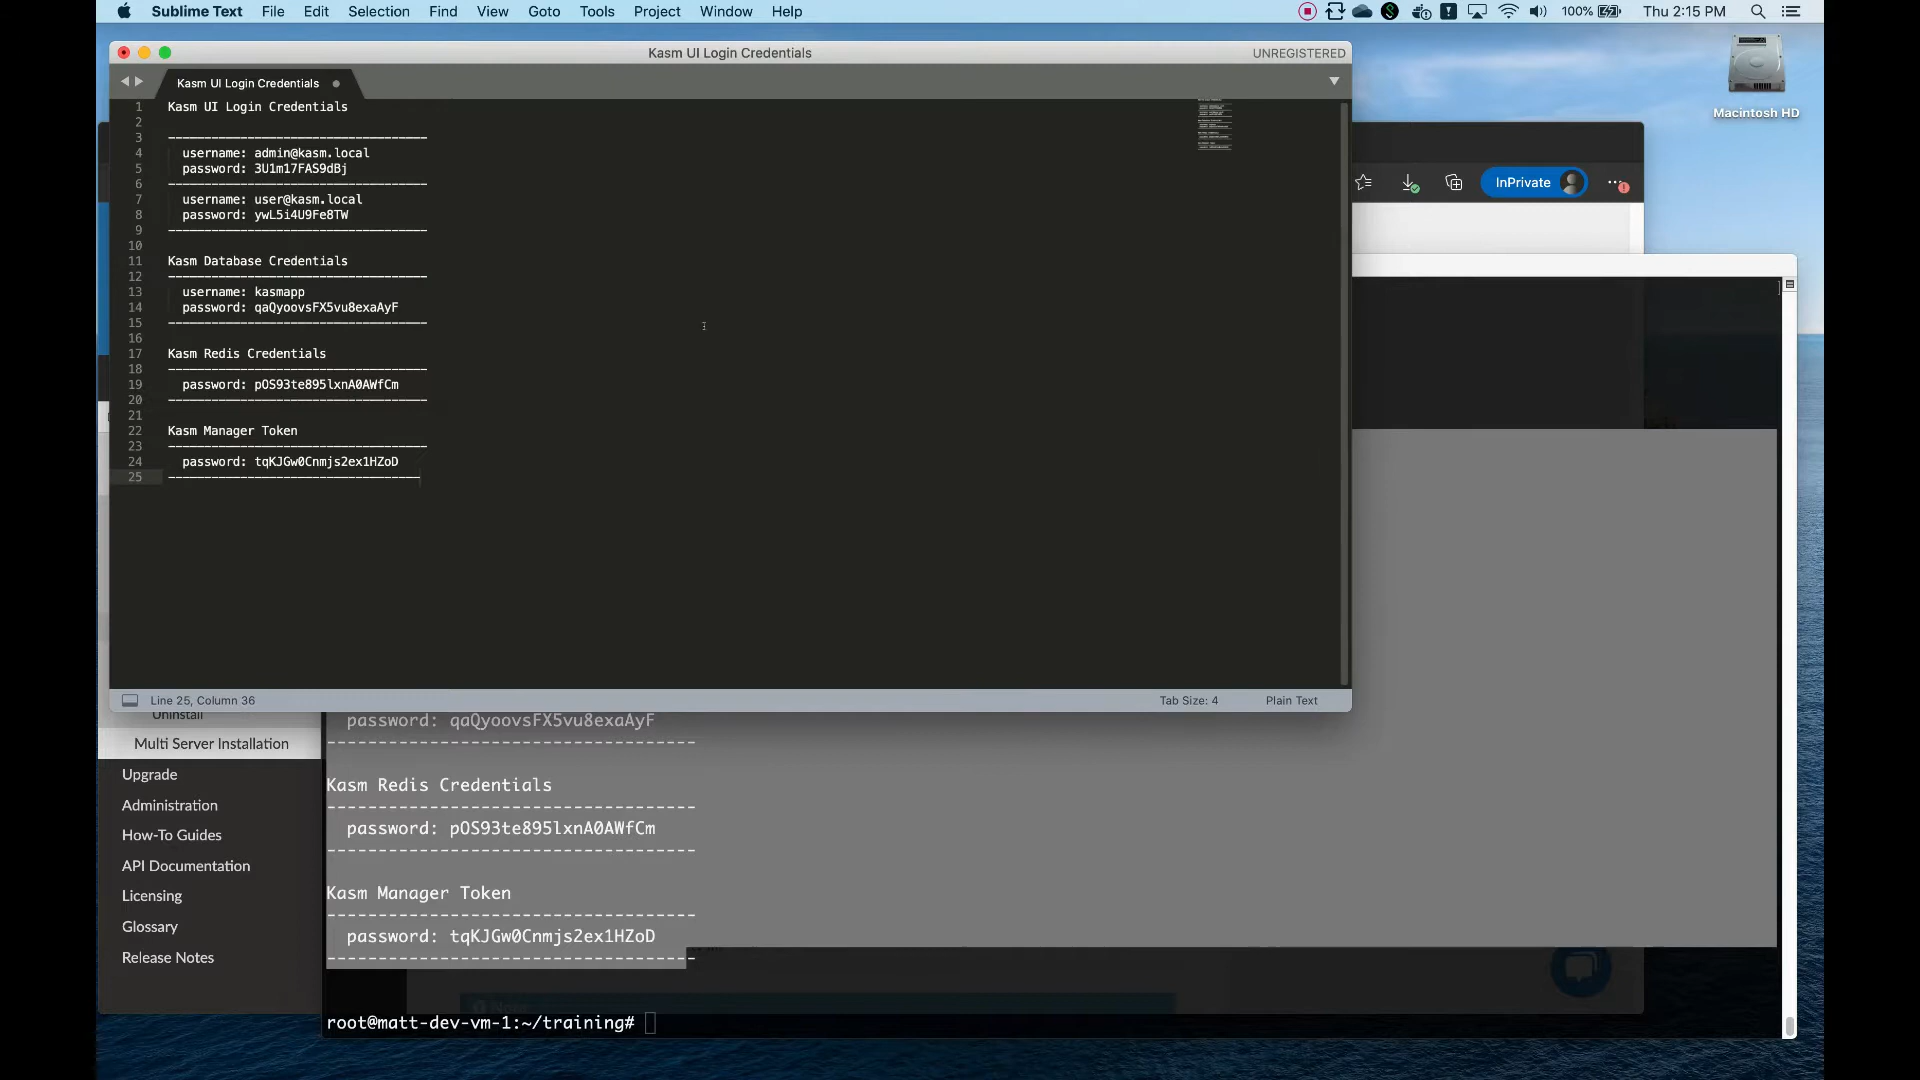 Sublime Text File Edit Selection Find View Goto Tools Project Window Help 100% Thu 2:15 PM
Kasm UI Login Credentials UNREGISTERED
Kasm UI Login Credentials
Macintosh HD
InPrivate
1 Kasm UI Login Credentials
2
3 ------------------------------------
4 username: admin@kasm.local
5 password: 3U1m17FAS9dBj
6 ------------------------------------
7 username: user@kasm.local
8 password: ywL5i4U9Fe8TW
9 ------------------------------------
10
11 Kasm Database Credentials
12 ------------------------------------
13 username: kasmapp
14 password: qaQyoovsFX5vu8exaAyF
15 ------------------------------------
16
17 Kasm Redis Credentials
18 ------------------------------------
19 password: pOS93te895lxnA0AWfCm
20 ------------------------------------
21
22 Kasm Manager Token
23 ------------------------------------
24 password: tqKJGw0Cnmjs2ex1HZoD
25 -----------------------------------
Line 25, Column 36 Tab Size: 4 Plain Text
Uninstall
Multi Server Installation
Upgrade
Administration
How-To Guides
API Documentation
Licensing
Glossary
Release Notes
password: qaQyoovsFX5vu8exaAyF
------------------------------------
Kasm Redis Credentials
------------------------------------
password: pOS93te895lxnA0AWfCm
------------------------------------
Kasm Manager Token
------------------------------------
password: tqKJGw0Cnmjs2ex1HZoD
------------------------------------
Note
root@matt-dev-vm-1:~/training#